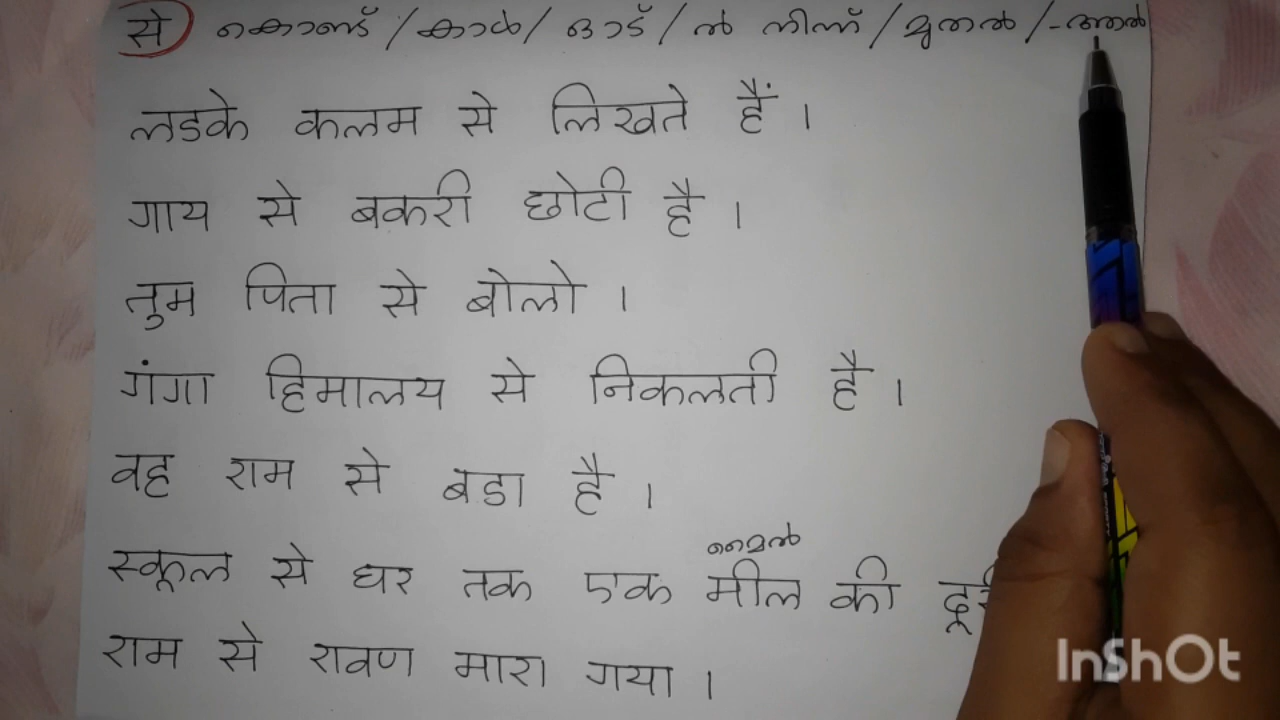 से കൊണ്ട് / കാൾ / ഓട് / ൽ നിന്ന് / മുതൽ / -ആൽ
लडके कलम से लिखते हैं ।
गाय से बकरी छोटी है ।
तुम पिता से बोलो ।
गंगा हिमालय से निकलती है ।
वह राम से बडा है ।
മൈൽ
स्कूल से घर तक एक मील की
राम से रावण मारा गया ।
InShOt